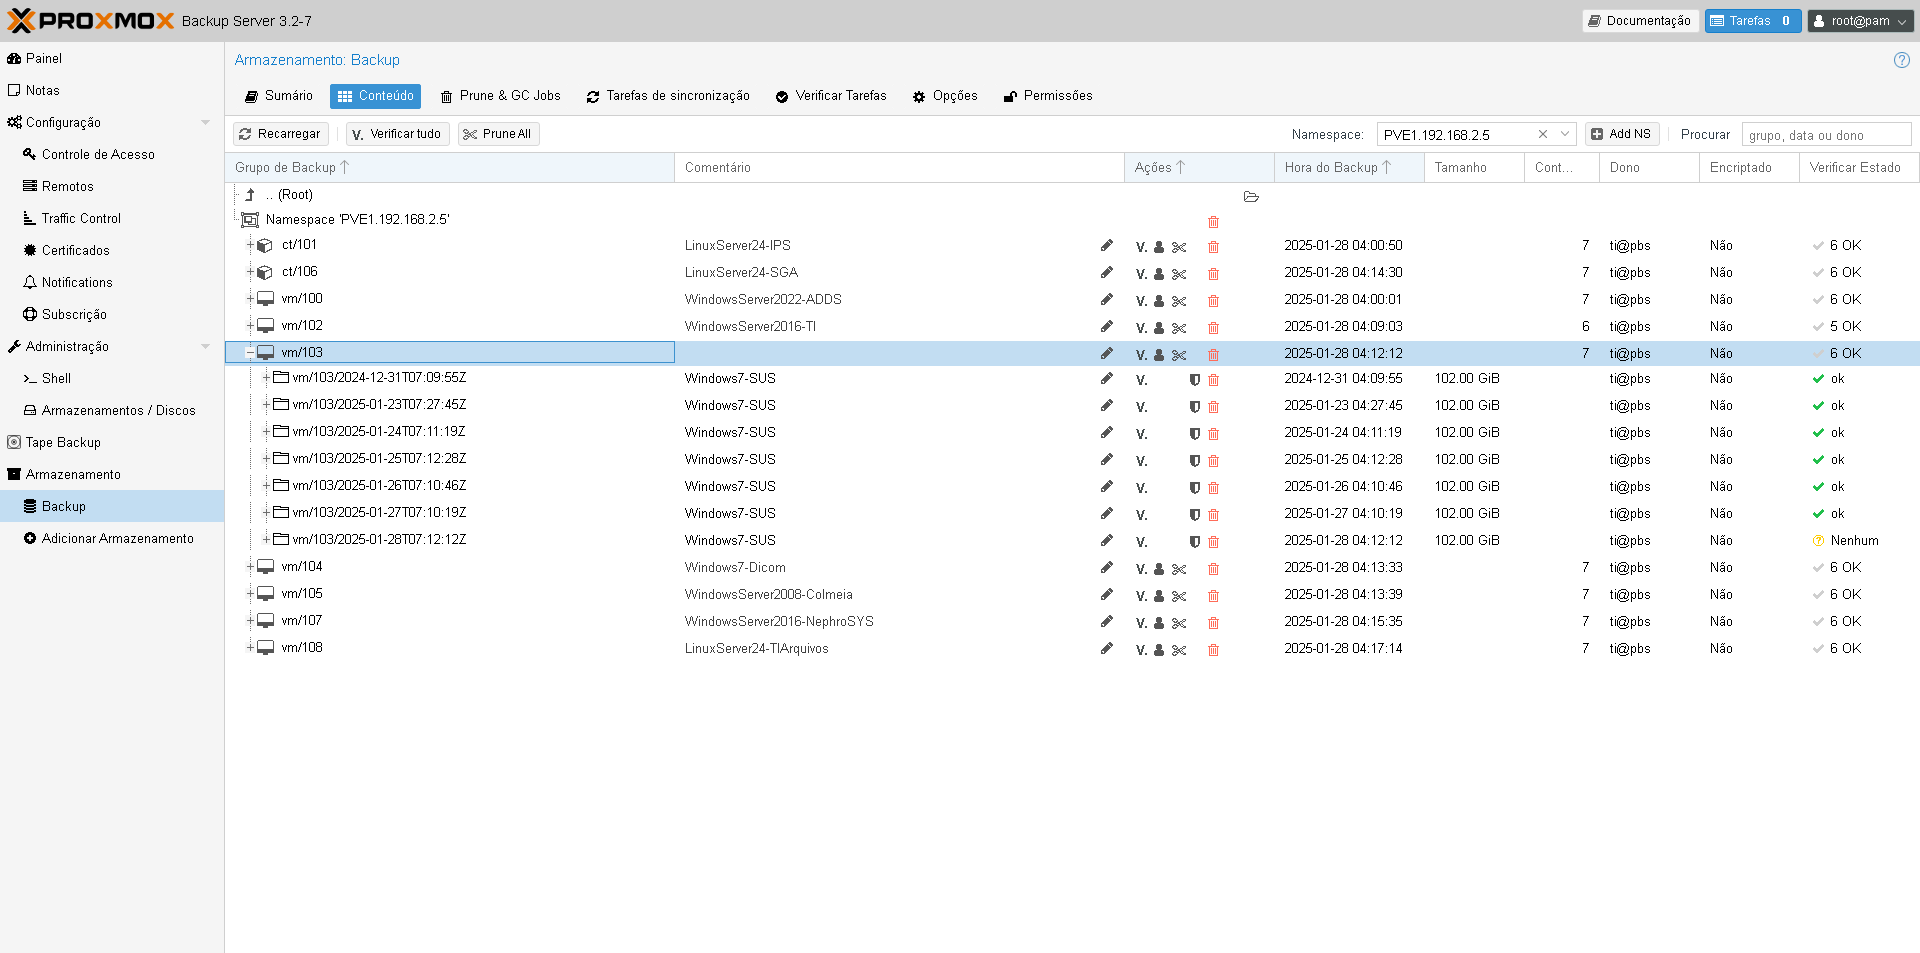 PROXMOX Backup Server 3.2-7 Documentação Tarefas 0 root@pam
Painel
Notas
Configuração
Controle de Acesso
Remotos
Traffic Control
Certificados
Notifications
Subscrição
Administração
Shell
Armazenamentos / Discos
Tape Backup
Armazenamento
Backup
Adicionar Armazenamento
Armazenamento: Backup
Sumário Conteúdo Prune & GC Jobs Tarefas de sincronização Verificar Tarefas Opções Permissões
Recarregar V. Verificar tudo Prune All Namespace: PVE1.192.168.2.5 Add NS Procurar grupo, data ou dono
Grupo de Backup Comentário Ações Hora do Backup Tamanho Cont... Dono Encriptado Verificar Estado
.. (Root)
Namespace 'PVE1.192.168.2.5'
ct/101 LinuxServer24-IPS V. 2025-01-28 04:00:50 7 ti@pbs Não 6 OK
ct/106 LinuxServer24-SGA V. 2025-01-28 04:14:30 7 ti@pbs Não 6 OK
vm/100 WindowsServer2022-ADDS V. 2025-01-28 04:00:01 7 ti@pbs Não 6 OK
vm/102 WindowsServer2016-TI V. 2025-01-28 04:09:03 6 ti@pbs Não 5 OK
vm/103 V. 2025-01-28 04:12:12 7 ti@pbs Não 6 OK
vm/103/2024-12-31T07:09:55Z Windows7-SUS V. 2024-12-31 04:09:55 102.00 GiB ti@pbs Não ok
vm/103/2025-01-23T07:27:45Z Windows7-SUS V. 2025-01-23 04:27:45 102.00 GiB ti@pbs Não ok
vm/103/2025-01-24T07:11:19Z Windows7-SUS V. 2025-01-24 04:11:19 102.00 GiB ti@pbs Não ok
vm/103/2025-01-25T07:12:28Z Windows7-SUS V. 2025-01-25 04:12:28 102.00 GiB ti@pbs Não ok
vm/103/2025-01-26T07:10:46Z Windows7-SUS V. 2025-01-26 04:10:46 102.00 GiB ti@pbs Não ok
vm/103/2025-01-27T07:10:19Z Windows7-SUS V. 2025-01-27 04:10:19 102.00 GiB ti@pbs Não ok
vm/103/2025-01-28T07:12:12Z Windows7-SUS V. 2025-01-28 04:12:12 102.00 GiB ti@pbs Não Nenhum
vm/104 Windows7-Dicom V. 2025-01-28 04:13:33 7 ti@pbs Não 6 OK
vm/105 WindowsServer2008-Colmeia V. 2025-01-28 04:13:39 7 ti@pbs Não 6 OK
vm/107 WindowsServer2016-NephroSYS V. 2025-01-28 04:15:35 7 ti@pbs Não 6 OK
vm/108 LinuxServer24-TIArquivos V. 2025-01-28 04:17:14 7 ti@pbs Não 6 OK